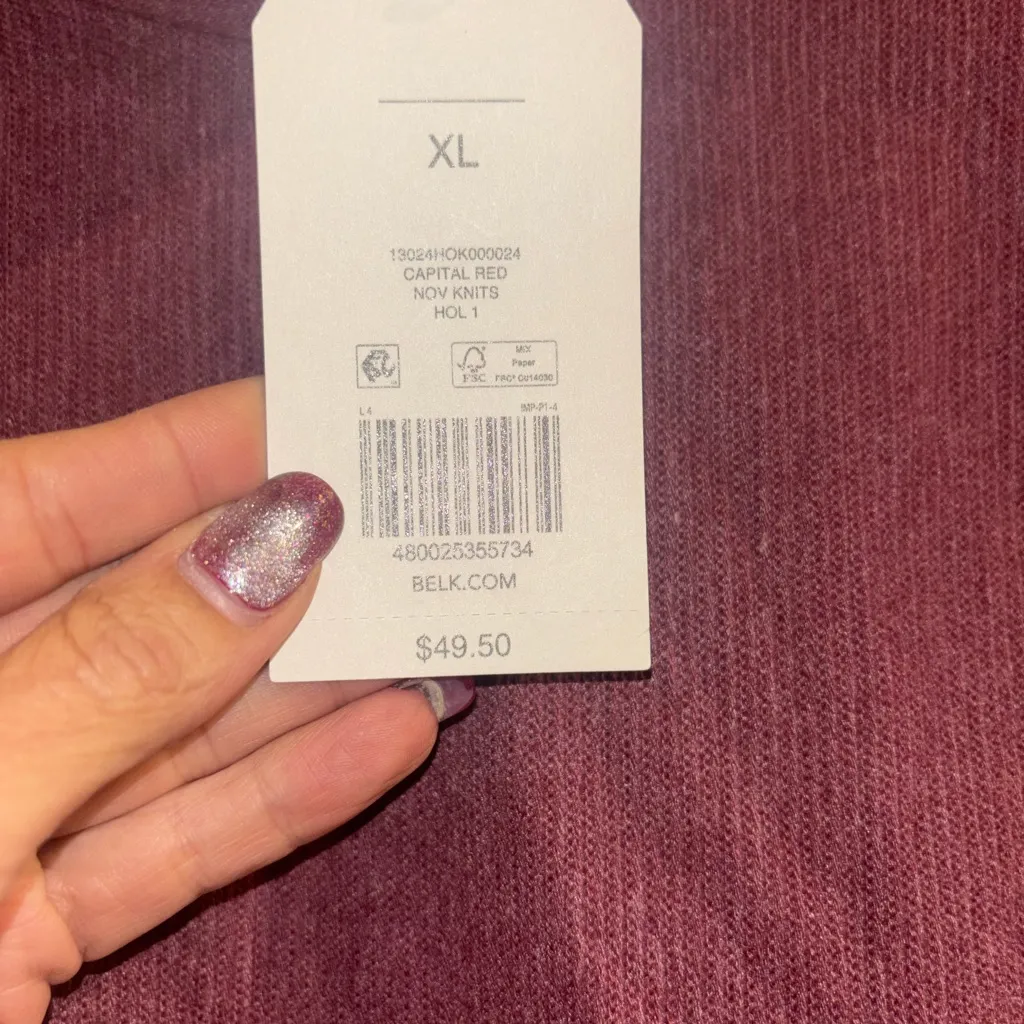 XL
13024HOK000024
CAPITAL RED
NOV KNITS
HOL 1
MIX
Paper
FSC
L4 IMP-PT-4
480025355734
BELK.COM
$49.50